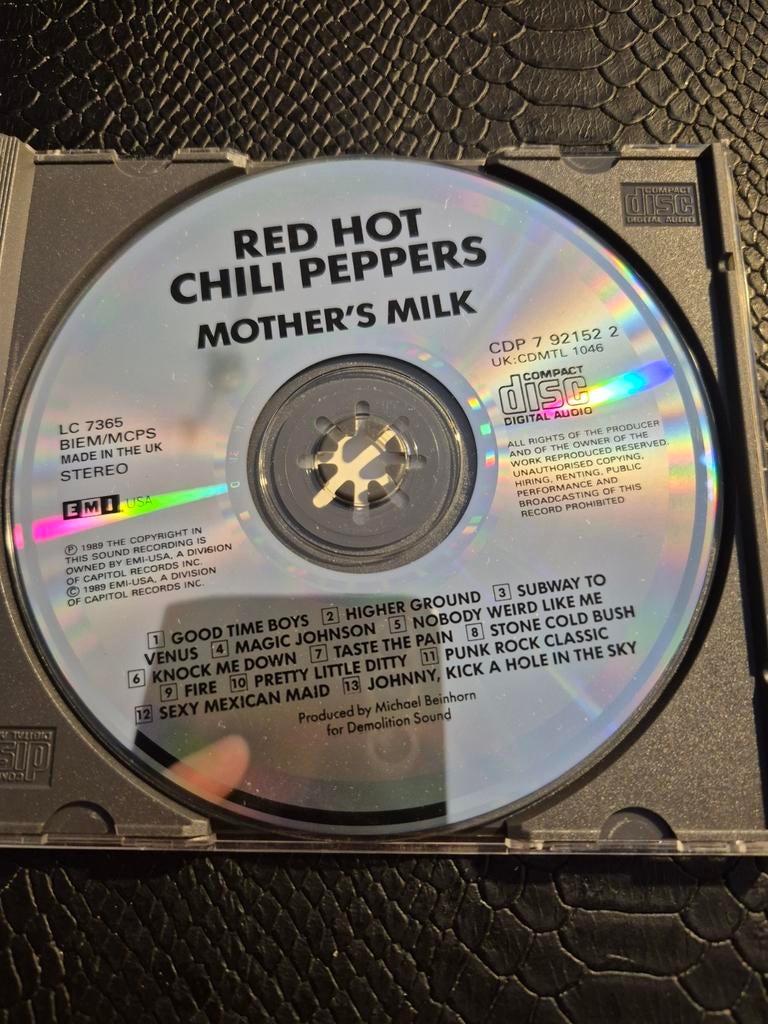 RED HOT
CHILI PEPPERS
MOTHER'S MILK
CDP 7 92152 2
UK:CDMTL 1046
COMPACT
disc
DIGITAL AUDIO
LC 7365
BIEM/MCPS
MADE IN THE UK
STEREO
EMI USA
ALL RIGHTS OF THE PRODUCER
AND OF THE OWNER OF THE
WORK REPRODUCED RESERVED.
UNAUTHORISED COPYING,
HIRING, RENTING, PUBLIC
PERFORMANCE AND
BROADCASTING OF THIS
RECORD PROHIBITED
Ⓟ 1989 THE COPYRIGHT IN
THIS SOUND RECORDING IS
OWNED BY EMI-USA, A DIVISION
OF CAPITOL RECORDS INC.
© 1989 EMI-USA, A DIVISION
OF CAPITOL RECORDS INC.
1 GOOD TIME BOYS 2 HIGHER GROUND 3 SUBWAY TO
VENUS 4 MAGIC JOHNSON 5 NOBODY WEIRD LIKE ME
6 KNOCK ME DOWN 7 TASTE THE PAIN 8 STONE COLD BUSH
9 FIRE 10 PRETTY LITTLE DITTY 11 PUNK ROCK CLASSIC
12 SEXY MEXICAN MAID 13 JOHNNY, KICK A HOLE IN THE SKY
Produced by Michael Beinhorn
for Demolition Sound
COMPACT
disc
DIGITAL AUDIO
COMPACT
disc
DIGITAL